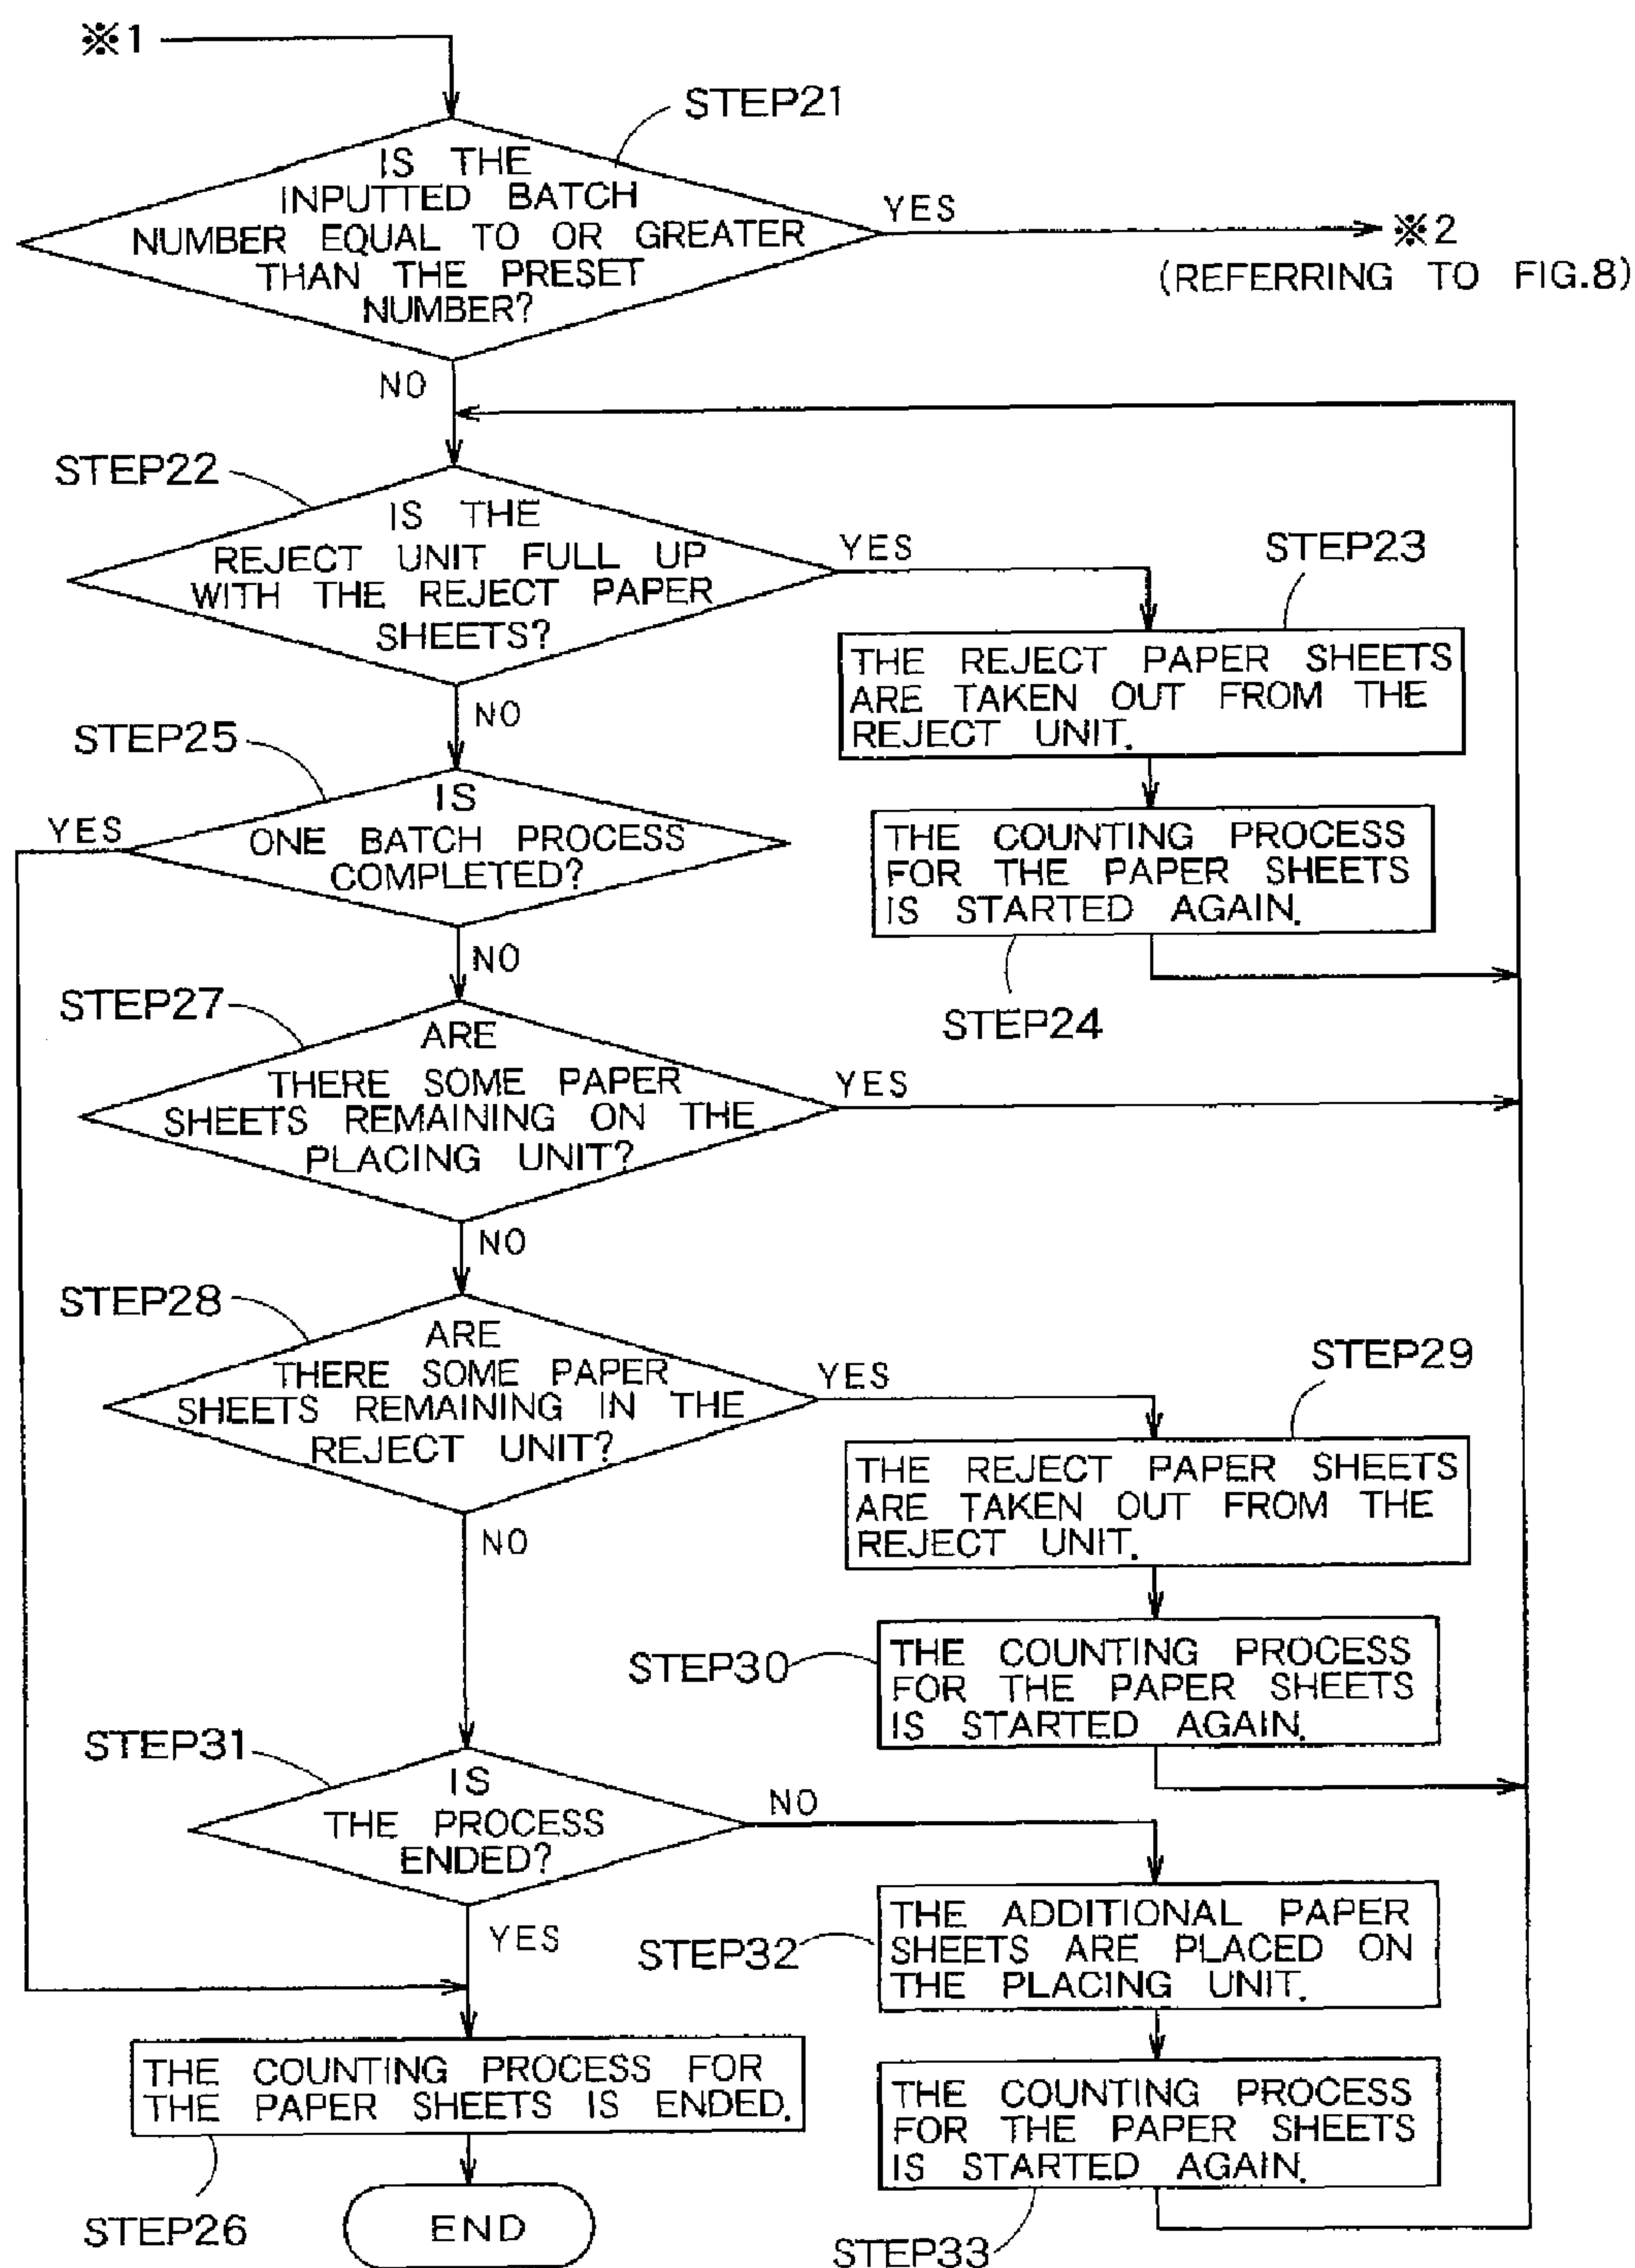 ※1
STEP21
IS THE
INPUTTED BATCH
NUMBER EQUAL TO OR GREATER
THAN THE PRESET
NUMBER?
YES
※2
(REFERRING TO FIG.8)
NO
STEP22
IS THE
REJECT UNIT FULL UP
WITH THE REJECT PAPER
SHEETS?
YES
STEP23
THE REJECT PAPER SHEETS
ARE TAKEN OUT FROM THE
REJECT UNIT.
NO
STEP25
IS
ONE BATCH PROCESS
COMPLETED?
YES
THE COUNTING PROCESS
FOR THE PAPER SHEETS
IS STARTED AGAIN.
STEP24
NO
STEP27
ARE
THERE SOME PAPER
SHEETS REMAINING ON THE
PLACING UNIT?
YES
NO
STEP28
ARE
THERE SOME PAPER
SHEETS REMAINING IN THE
REJECT UNIT?
YES
STEP29
THE REJECT PAPER SHEETS
ARE TAKEN OUT FROM THE
REJECT UNIT.
NO
STEP30
THE COUNTING PROCESS
FOR THE PAPER SHEETS
IS STARTED AGAIN.
STEP31
IS
THE PROCESS
ENDED?
NO
YES
STEP32
THE ADDITIONAL PAPER
SHEETS ARE PLACED ON
THE PLACING UNIT.
THE COUNTING PROCESS FOR
THE PAPER SHEETS IS ENDED.
STEP26
END
THE COUNTING PROCESS
FOR THE PAPER SHEETS
IS STARTED AGAIN.
STEP33